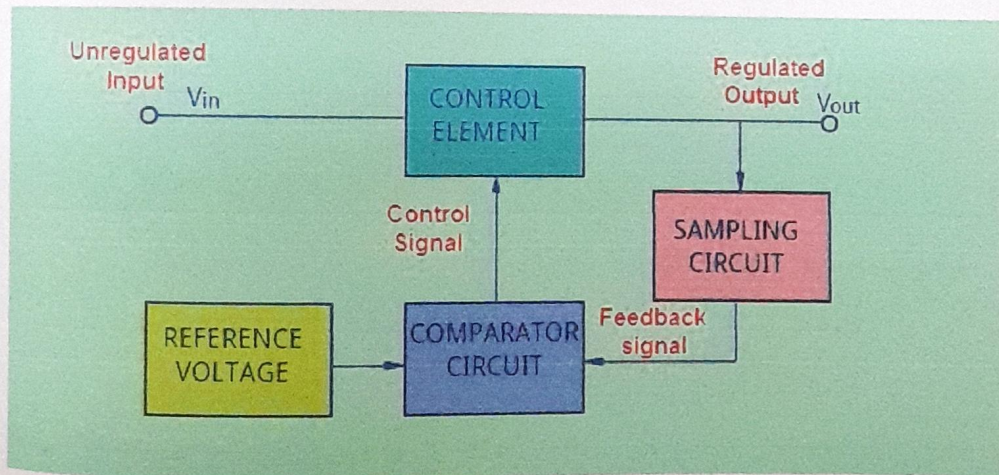 Unregulated
Input
Vin
CONTROL
ELEMENT
Regulated
Output
Vout
Control
Signal
SAMPLING
CIRCUIT
REFERENCE
VOLTAGE
COMPARATOR
CIRCUIT
Feedback
signal